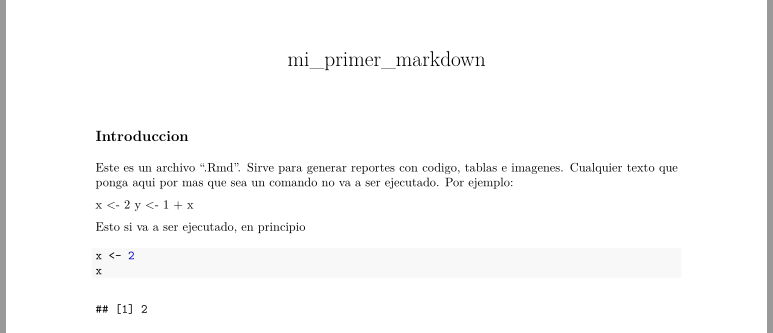 mi_primer_markdown
Introduccion
Este es un archivo “.Rmd”. Sirve para generar reportes con codigo, tablas e imagenes. Cualquier texto que
ponga aqui por mas que sea un comando no va a ser ejecutado. Por ejemplo:
x <- 2 y <- 1 + x
Esto si va a ser ejecutado, en principio
x <- 2
x
## [1] 2